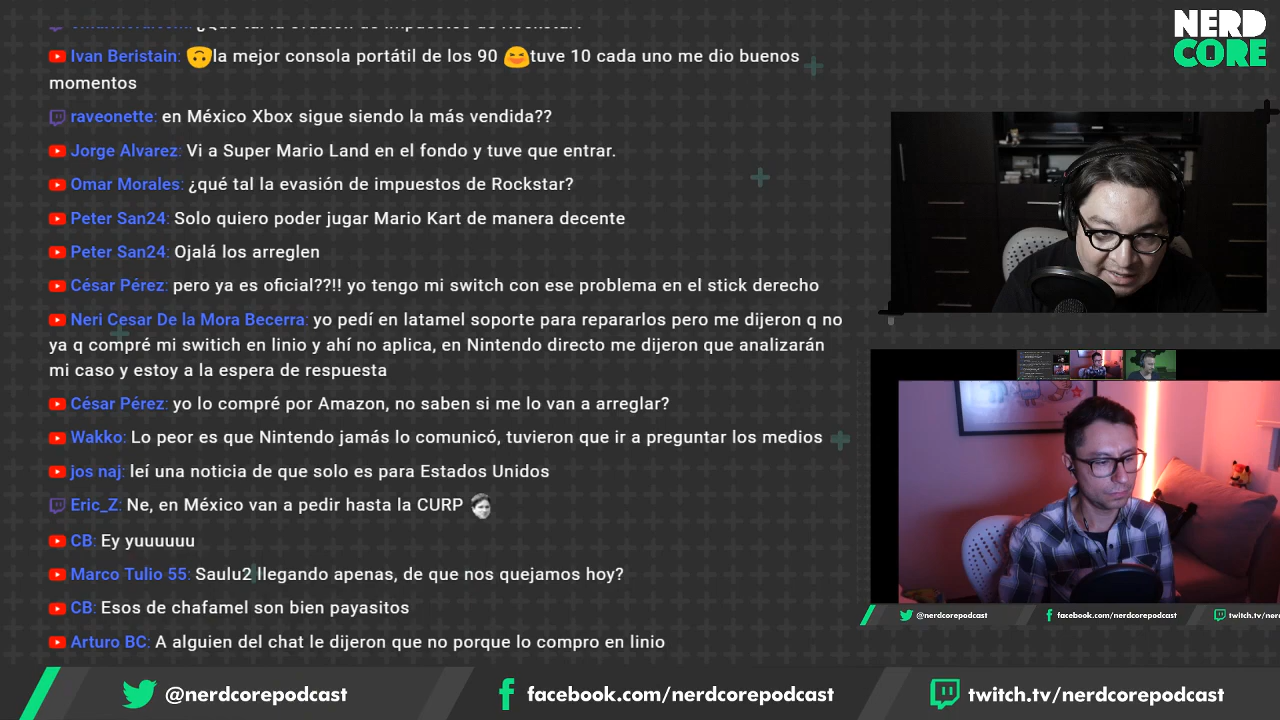 Ivan Beristain: la mejor consola portátil de los 90 tuve 10 cada uno me dio buenos
momentos
raveonette: en México Xbox sigue siendo la más vendida??
Jorge Alvarez: Vi a Super Mario Land en el fondo y tuve que entrar.
Omar Morales: ¿qué tal la evasión de impuestos de Rockstar?
Peter San24: Solo quiero poder jugar Mario Kart de manera decente
Peter San24: Ojalá los arreglen
César Pérez: pero ya es oficial??!! yo tengo mi switch con ese problema en el stick derecho
Neri Cesar De la Mora Becerra: yo pedí en latamel soporte para repararlos pero me dijeron q no
ya q compré mi switich en linio y ahí no aplica, en Nintendo directo me dijeron que analizarán
mi caso y estoy a la espera de respuesta
César Pérez: yo lo compré por Amazon, no saben si me lo van a arreglar?
Wakko: Lo peor es que Nintendo jamás lo comunicó, tuvieron que ir a preguntar los medios
jos naj: leí una noticia de que solo es para Estados Unidos
Eric_Z: Ne, en México van a pedir hasta la CURP
CB: Ey yuuuuuu
Marco Tulio 55: Saulu2 llegando apenas, de que nos quejamos hoy?
CB: Esos de chafamel son bien payasitos
Arturo BC: A alguien del chat le dijeron que no porque lo compro en linio
NERD
CORE
@nerdcorepodcast
facebook.com/nerdcorepodcast
twitch.tv/ner
@nerdcorepodcast
facebook.com/nerdcorepodcast
twitch.tv/nerdcorepodcast